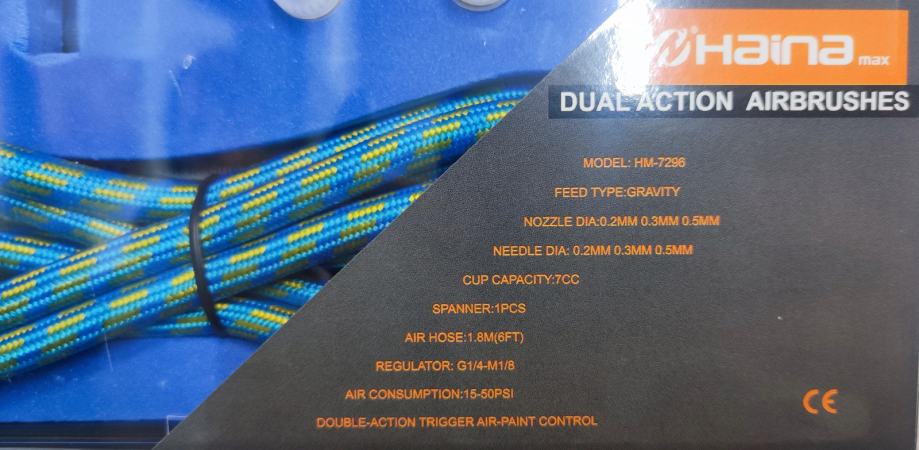 Haina max
DUAL ACTION AIRBRUSHES
MODEL: HM-7296
FEED TYPE:GRAVITY
NOZZLE DIA:0.2MM 0.3MM 0.5MM
NEEDLE DIA: 0.2MM 0.3MM 0.5MM
CUP CAPACITY:7CC
SPANNER:1PCS
AIR HOSE:1.8M(6FT)
REGULATOR: G1/4-M1/8
AIR CONSUMPTION:15-50PSI
DOUBLE-ACTION TRIGGER AIR-PAINT CONTROL
CE